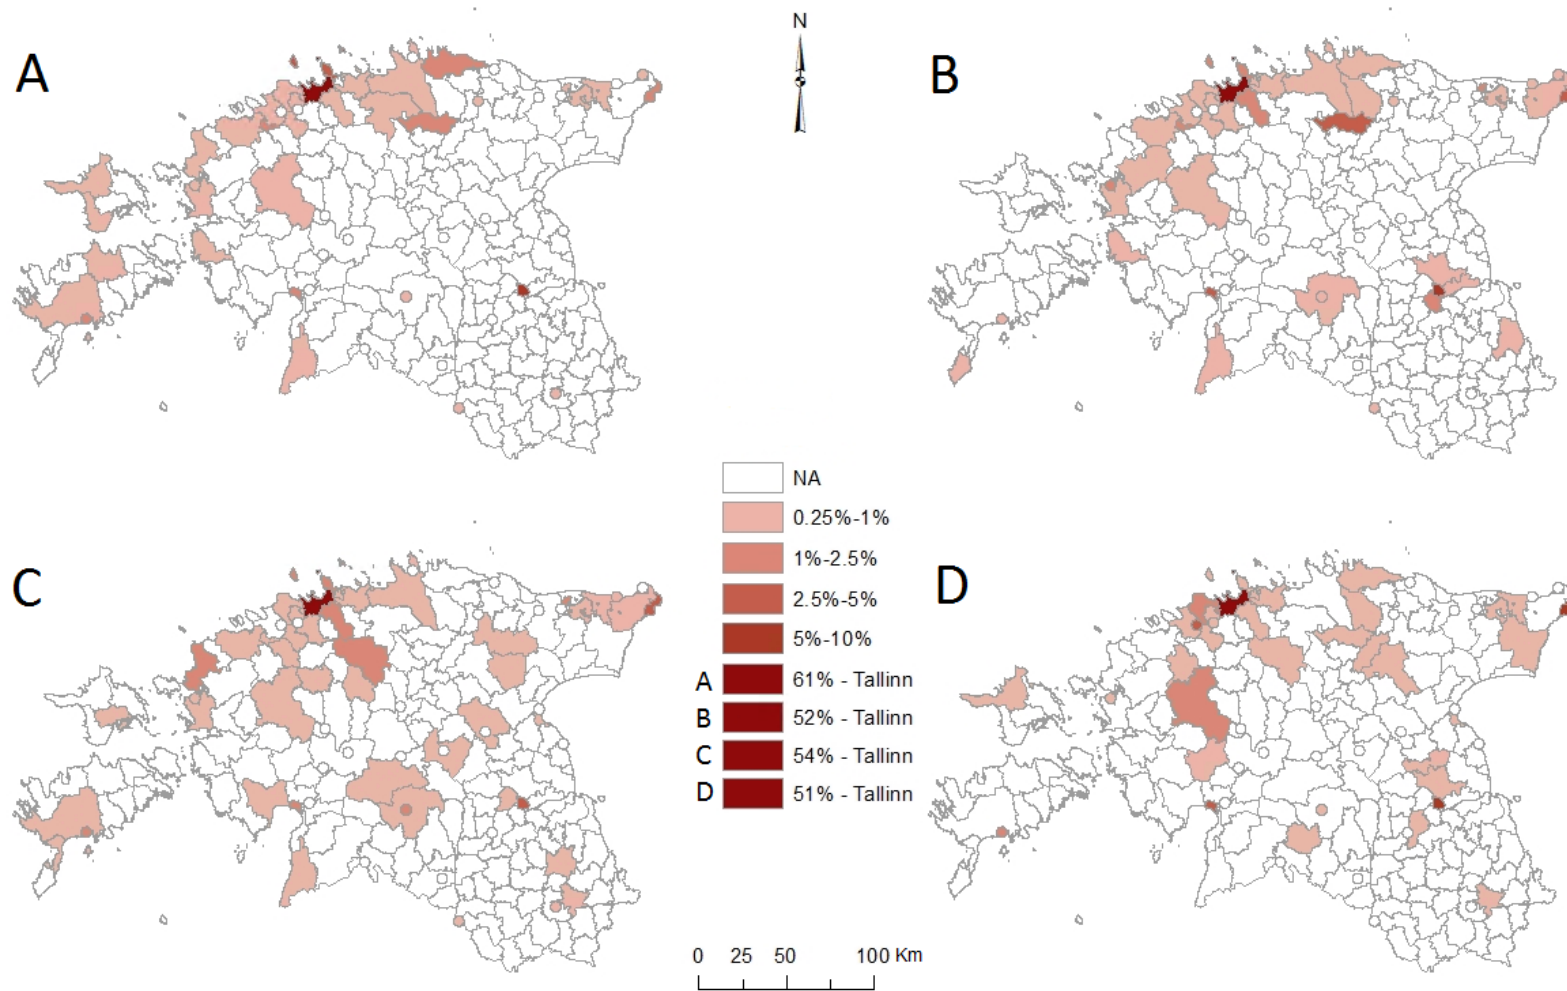 A
N
B
NA
0.25%-1%
1%-2.5%
2.5%-5%
5%-10%
A 61% - Tallinn
B 52% - Tallinn
C 54% - Tallinn
D 51% - Tallinn
C
D
0 25 50 100 Km